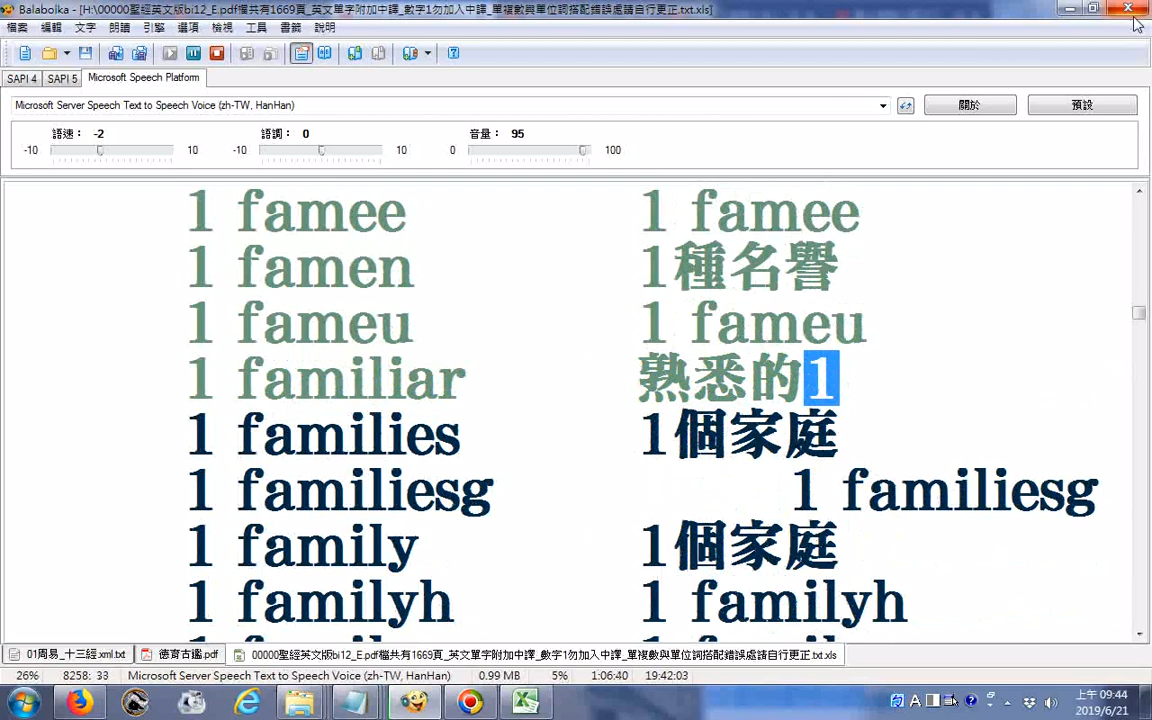 Balabolka - [H:\00000聖經英文版bi12_E.pdf檔共有1669頁_英文單字附加中譯_數字1勿加入中譯_單複數與單位詞搭配錯誤處請自行更正.txt.xls]
檔案 編輯 文字 朗讀 引擎 選項 檢視 工具 書籤 說明
SAPI 4 SAPI 5 Microsoft Speech Platform
Microsoft Server Speech Text to Speech Voice (zh-TW, HanHan) 關於 預設
語速： -2 語調： 0 音量： 95
-10 10 -10 10 0 100
1 famee 1 famee
1 famen 1種名譽
1 fameu 1 fameu
1 familiar 熟悉的1
1 families 1個家庭
1 familiesg 1 familiesg
1 family 1個家庭
1 familyh 1 familyh
01周易_十三經.xml.txt 德育古鑑.pdf 00000聖經英文版bi12_E.pdf檔共有1669頁_英文單字附加中譯_數字1勿加入中譯_單複數與單位詞搭配錯誤處請自行更正.txt.xls
26% 8258: 33 Microsoft Server Speech Text to Speech Voice (zh-TW, HanHan) 0.99 MB 5% 1:06:40 19:42:03
上午 09:44
2019/6/21